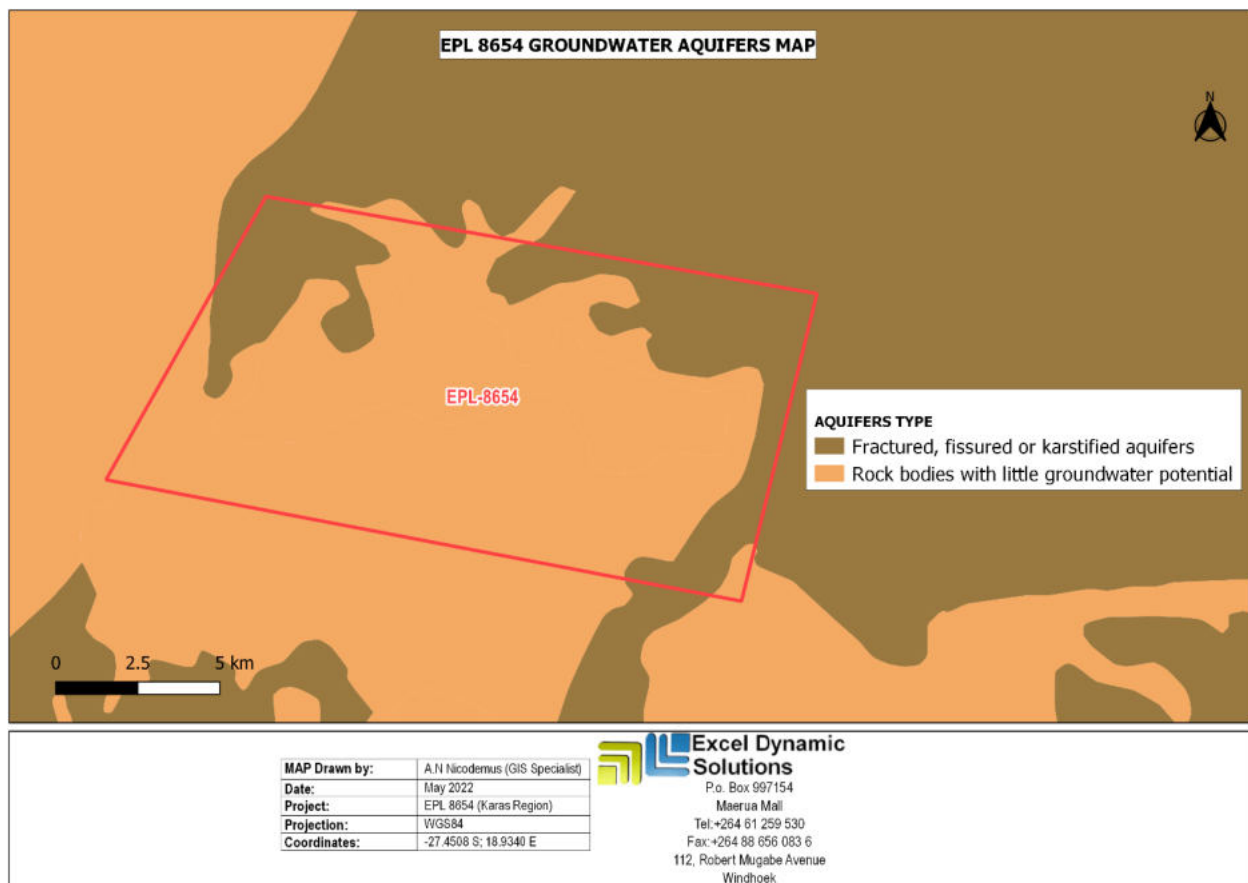 EPL 8654 GROUNDWATER AQUIFERS MAP
N
EPL-8654
AQUIFERS TYPE
Fractured, fissured or karstified aquifers
Rock bodies with little groundwater potential
0 2.5 5 km
MAP Drawn by: A.N Nicodemus (GIS Specialist)
Date: May 2022
Project: EPL 8654 (Karas Region)
Projection: WGS84
Coordinates: -27.4508 S; 18.9340 E
Excel Dynamic
Solutions
P.o. Box 997154
Maerua Mall
Tel:+264 61 259 530
Fax:+264 88 656 083 6
112, Robert Mugabe Avenue
Windhoek